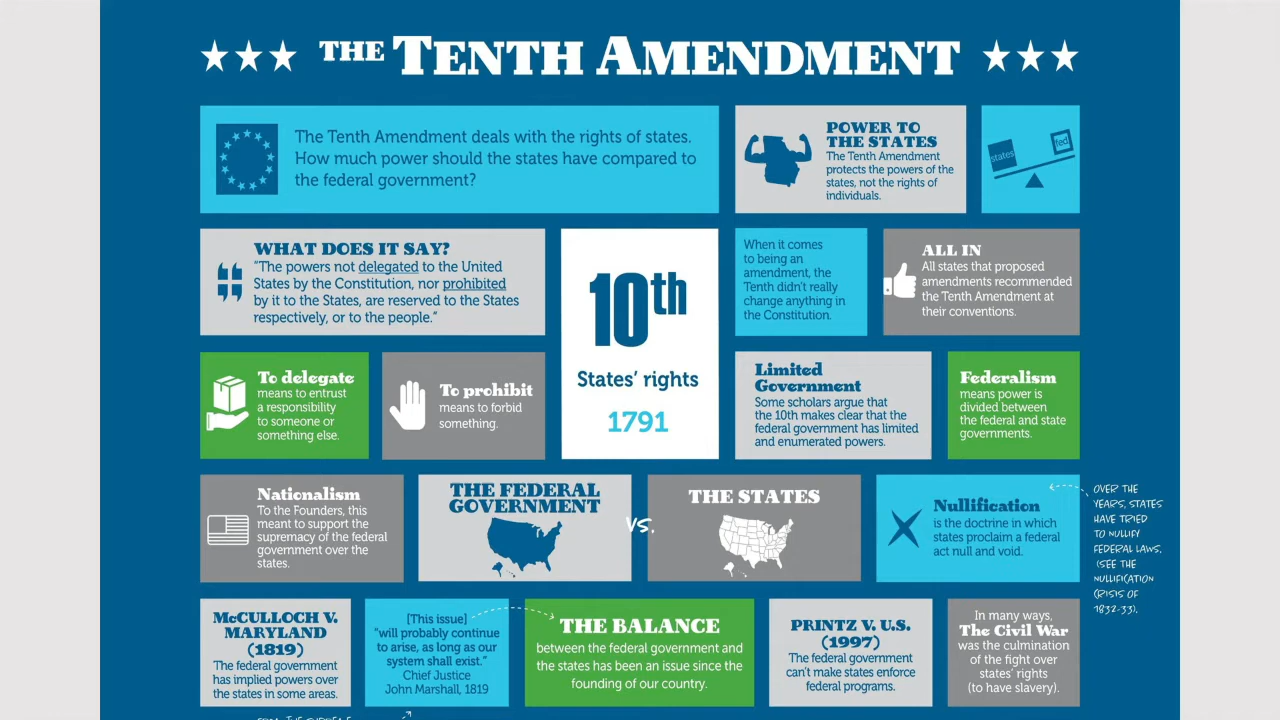 THE TENTH AMENDMENT
The Tenth Amendment deals with the rights of states.
How much power should the states have compared to
the federal government?
POWER TO
THE STATES
The Tenth Amendment
protects the powers of the
states, not the rights of
individuals.
states
fed
WHAT DOES IT SAY?
"The powers not delegated to the United
States by the Constitution, nor prohibited
by it to the States, are reserved to the States
respectively, or to the people."
10th
States' rights
1791
When it comes
to being an
amendment, the
Tenth didn't really
change anything in
the Constitution.
ALL IN
All states that proposed
amendments recommended
the Tenth Amendment at
their conventions.
To delegate
means to entrust
a responsibility
to someone or
something else.
To prohibit
means to forbid
something.
Limited
Government
Some scholars argue that
the 10th makes clear that the
federal government has limited
and enumerated powers.
Federalism
means power is
divided between
the federal and state
governments.
Nationalism
To the Founders, this
meant to support the
supremacy of the federal
government over the
states.
THE FEDERAL
GOVERNMENT
VS.
THE STATES
Nullification
is the doctrine in which
states proclaim a federal
act null and void.
OVER THE
YEARS, STATES
HAVE TRIED
TO NULLIFY
FEDERAL LAWS.
(SEE THE
NULLIFICATION
CRISIS OF
1832-33).
McCULLOCH V.
MARYLAND
(1819)
The federal government
has implied powers over
the states in some areas.
[This issue]
"will probably continue
to arise, as long as our
system shall exist."
Chief Justice
John Marshall, 1819
THE BALANCE
between the federal government and
the states has been an issue since the
founding of our country.
PRINTZ V. U.S.
(1997)
The federal government
can't make states enforce
federal programs.
In many ways,
The Civil War
was the culmination
of the fight over
states' rights
(to have slavery).